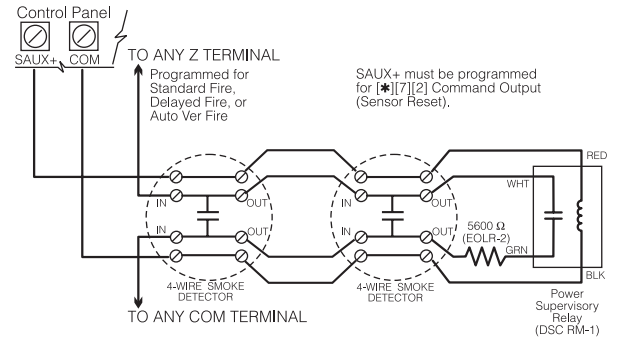 Control Panel
SAUX+ COM
TO ANY Z TERMINAL
Programmed for
Standard Fire,
Delayed Fire, or
Auto Ver Fire
SAUX+ must be programmed
for [✱][7][2] Command Output
(Sensor Reset).
RED
WHT
IN
OUT
IN
OUT
IN
OUT
IN
OUT
5600 Ω
(EOLR-2)
GRN
BLK
4-WIRE SMOKE
DETECTOR
4-WIRE SMOKE
DETECTOR
Power
Supervisory
Relay
(DSC RM-1)
TO ANY COM TERMINAL